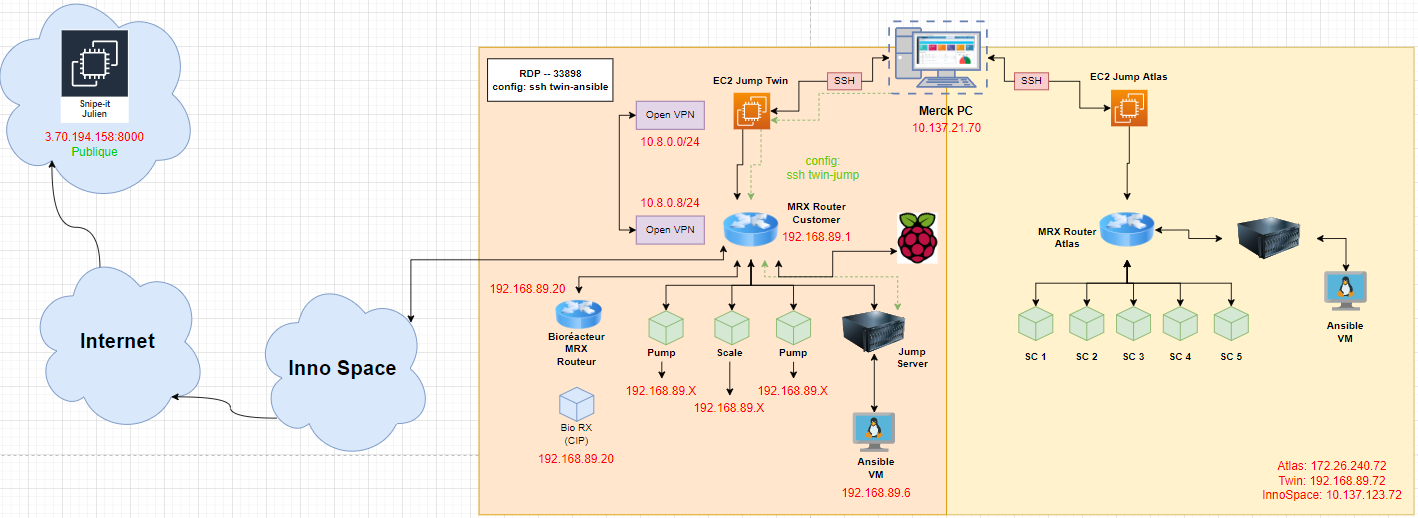 Snipe-it
Julien
3.70.194.158:8000
Publique
Internet
Inno Space
RDP -- 33898
config: ssh twin-ansible
Open VPN
10.8.0.0/24
10.8.0.8/24
Open VPN
EC2 Jump Twin
SSH
Merck PC
10.137.21.70
SSH
EC2 Jump Atlas
config:
ssh twin-jump
MRX Router
Customer
192.168.89.1
192.168.89.20
Bioréacteur
MRX
Routeur
Bio RX
(CIP)
192.168.89.20
Pump
192.168.89.X
Scale
192.168.89.X
Pump
192.168.89.X
Jump
Server
Ansible
VM
192.168.89.6
MRX Router
Atlas
SC 1
SC 2
SC 3
SC 4
SC 5
Ansible
VM
Atlas: 172.26.240.72
Twin: 192.168.89.72
InnoSpace: 10.137.123.72